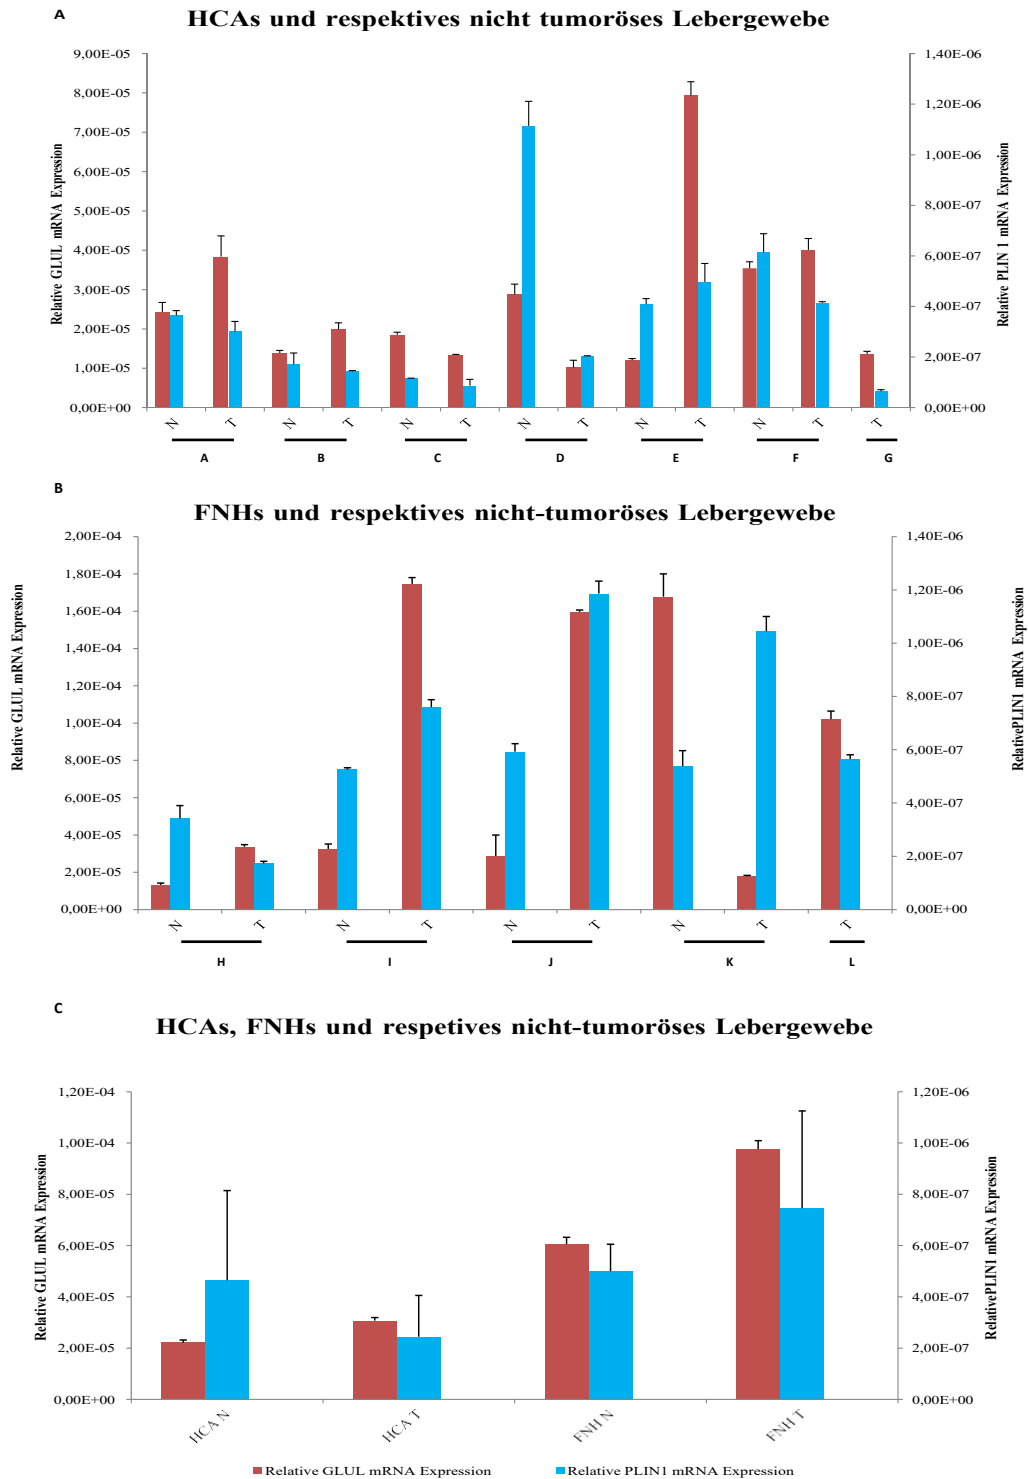 A
HCAs und respektives nicht tumoröses Lebergewebe
Relative GLUL mRNA Expression
9,00E-05
8,00E-05
7,00E-05
6,00E-05
5,00E-05
4,00E-05
3,00E-05
2,00E-05
1,00E-05
0,00E+00
1,40E-06
1,20E-06
1,00E-06
8,00E-07
6,00E-07
4,00E-07
2,00E-07
0,00E+00
Relative PLIN 1 mRNA Expression
N T N T N T N T N T N T T
A B C D E F G
B
FNHs und respektives nicht-tumoröses Lebergewebe
Relative GLUL mRNA Expression
2,00E-04
1,80E-04
1,60E-04
1,40E-04
1,20E-04
1,00E-04
8,00E-05
6,00E-05
4,00E-05
2,00E-05
0,00E+00
1,40E-06
1,20E-06
1,00E-06
8,00E-07
6,00E-07
4,00E-07
2,00E-07
0,00E+00
RelativePLIN1 mRNA Expression
N T N T N T N T T
H I J K L
C
HCAs, FNHs und respetives nicht-tumoröses Lebergewebe
Relative GLUL mRNA Expression
1,20E-04
1,00E-04
8,00E-05
6,00E-05
4,00E-05
2,00E-05
0,00E+00
1,20E-06
1,00E-06
8,00E-07
6,00E-07
4,00E-07
2,00E-07
0,00E+00
RelativePLIN1 mRNA Expression
HCA N HCA T FNH N FNH T
Relative GLUL mRNA Expression
Relative PLIN1 mRNA Expression